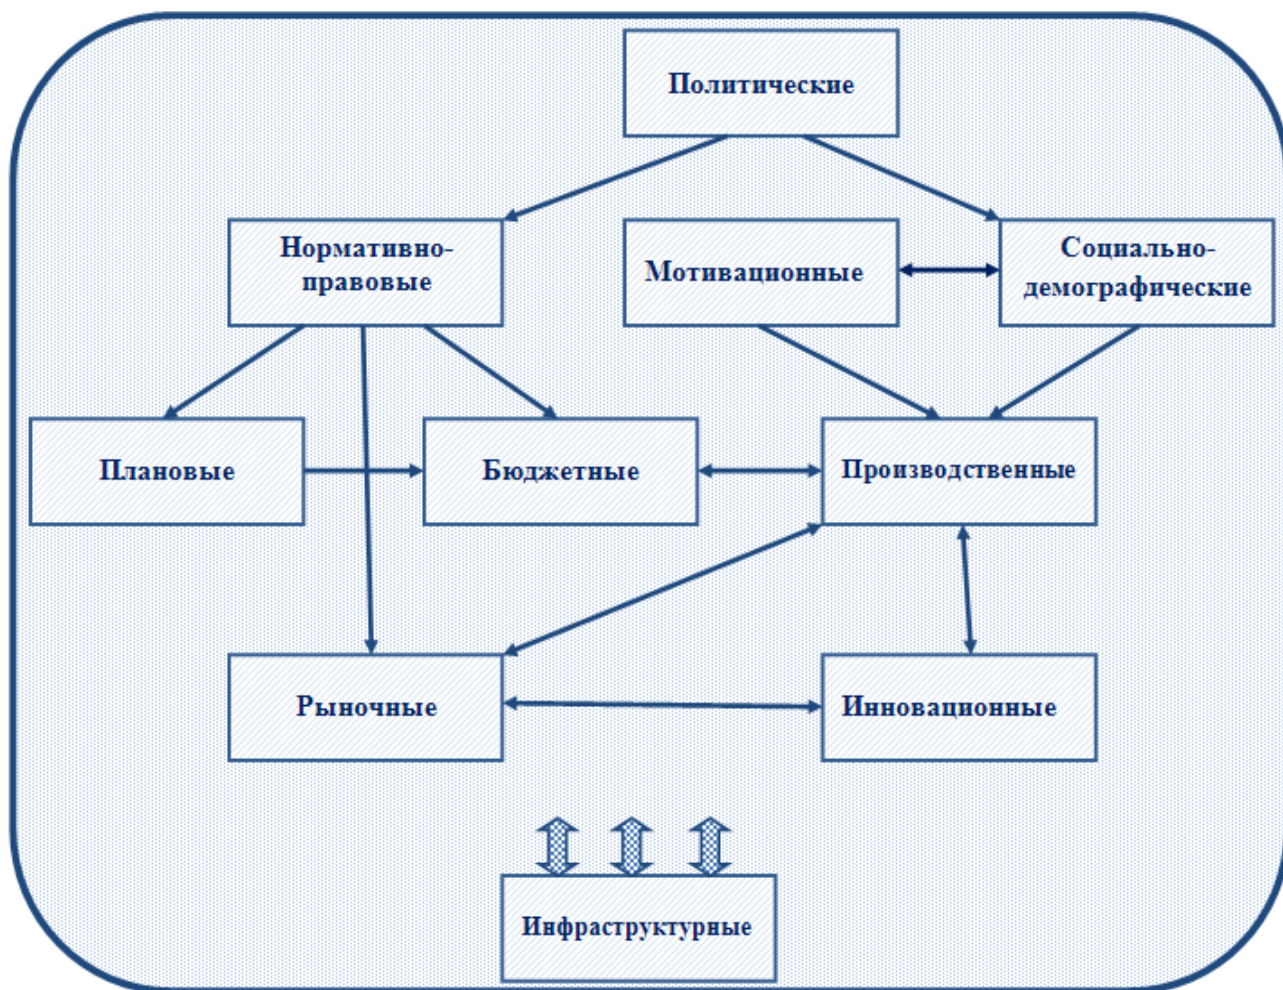 Политические
Нормативно-
правовые
Мотивационные
Социально-
демографические
Плановые
Бюджетные
Производственные
Рыночные
Инновационные
Инфраструктурные